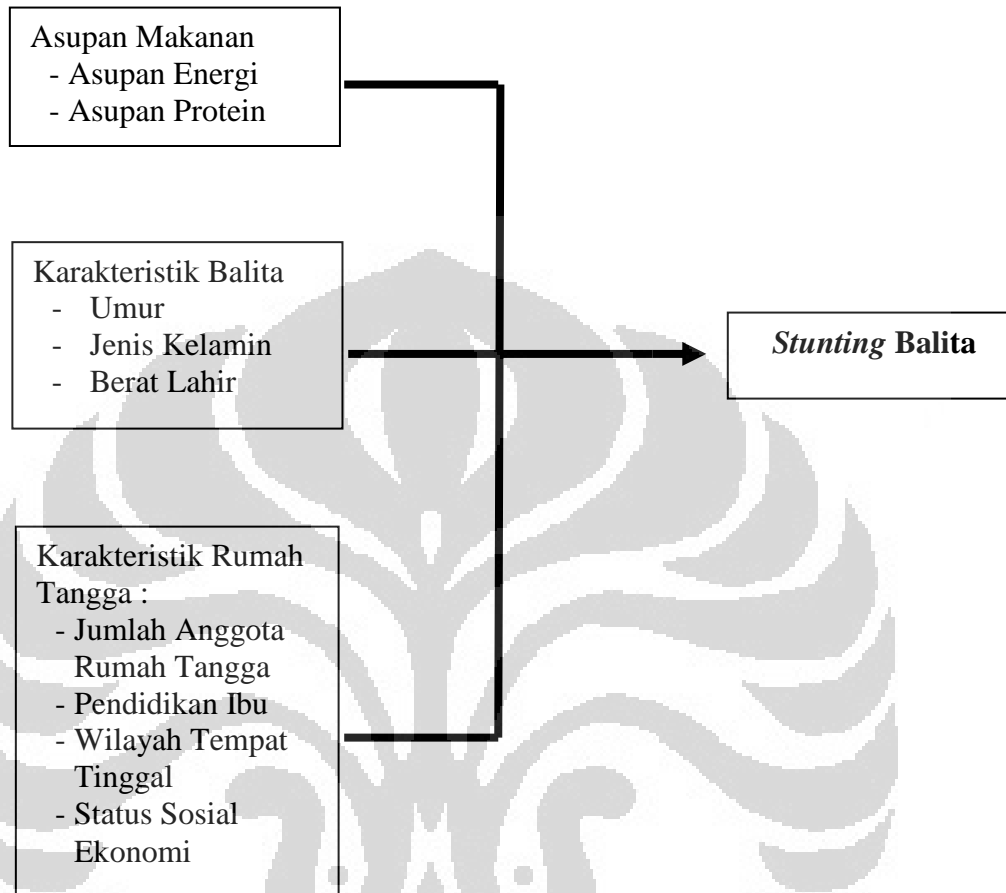 Asupan Makanan
- Asupan Energi
- Asupan Protein
Karakteristik Balita
- Umur
- Jenis Kelamin
- Berat Lahir
Stunting Balita
Karakteristik Rumah
Tangga :
- Jumlah Anggota
Rumah Tangga
- Pendidikan Ibu
- Wilayah Tempat
Tinggal
- Status Sosial
Ekonomi